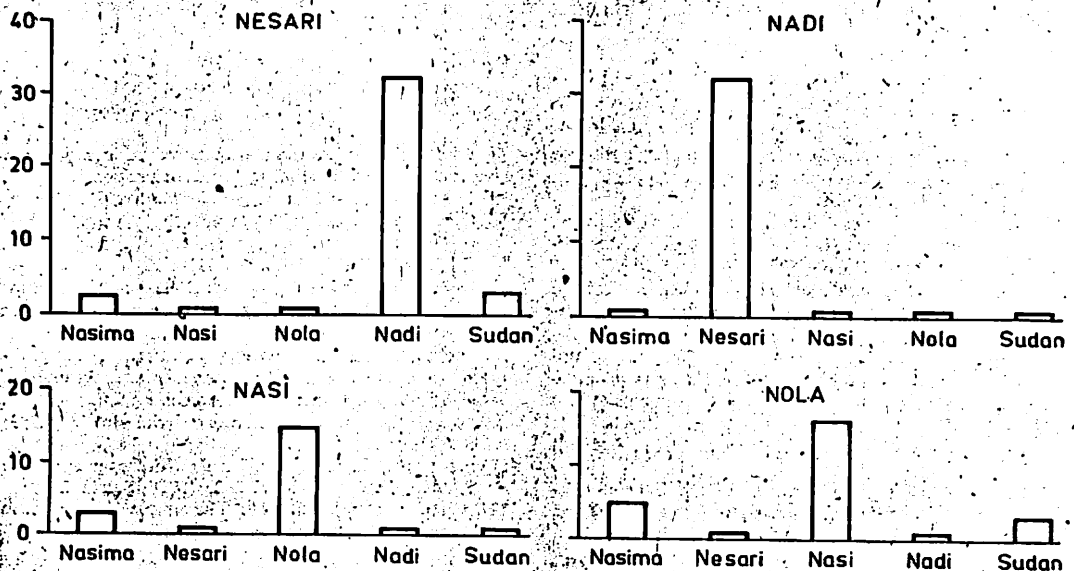 NESARI
40
30
20
10
0
Nasima Nasi Nola Nadi Sudan
NADI
Nasima Nesari Nasi Nola Sudan
NASI
20
10
0
Nasima Nesari Nola Nadi Sudan
NOLA
Nasima Nesari Nasi Nadi Sudan